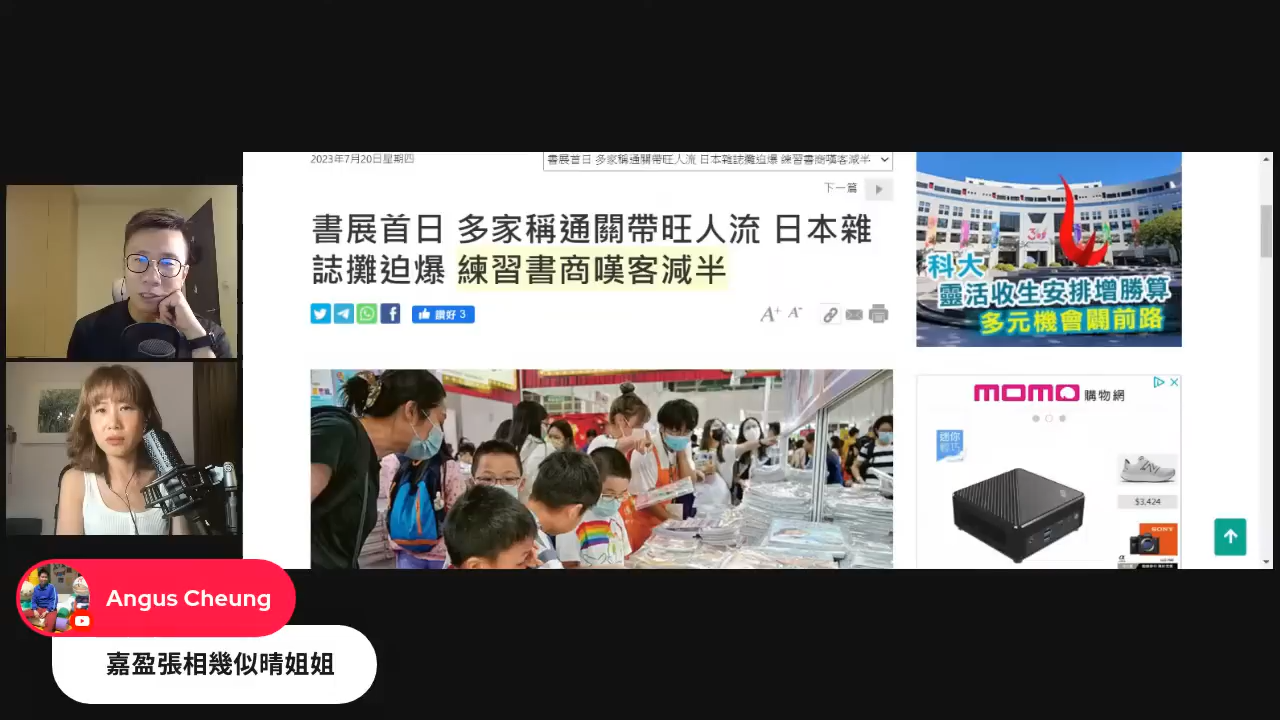 2023年7月20日星期四
書展首日 多家稱通關帶旺人流 日本雜誌攤迫爆 練習書商嘆客減半
下一篇
書展首日 多家稱通關帶旺人流 日本雜
誌攤迫爆 練習書商嘆客減半
讚好 3
A+ A-
科大
靈活收生安排增勝算
多元機會闢前路
momo 購物網
迷你
輕巧
$3,424
SONY
Angus Cheung
嘉盈張相幾似晴姐姐